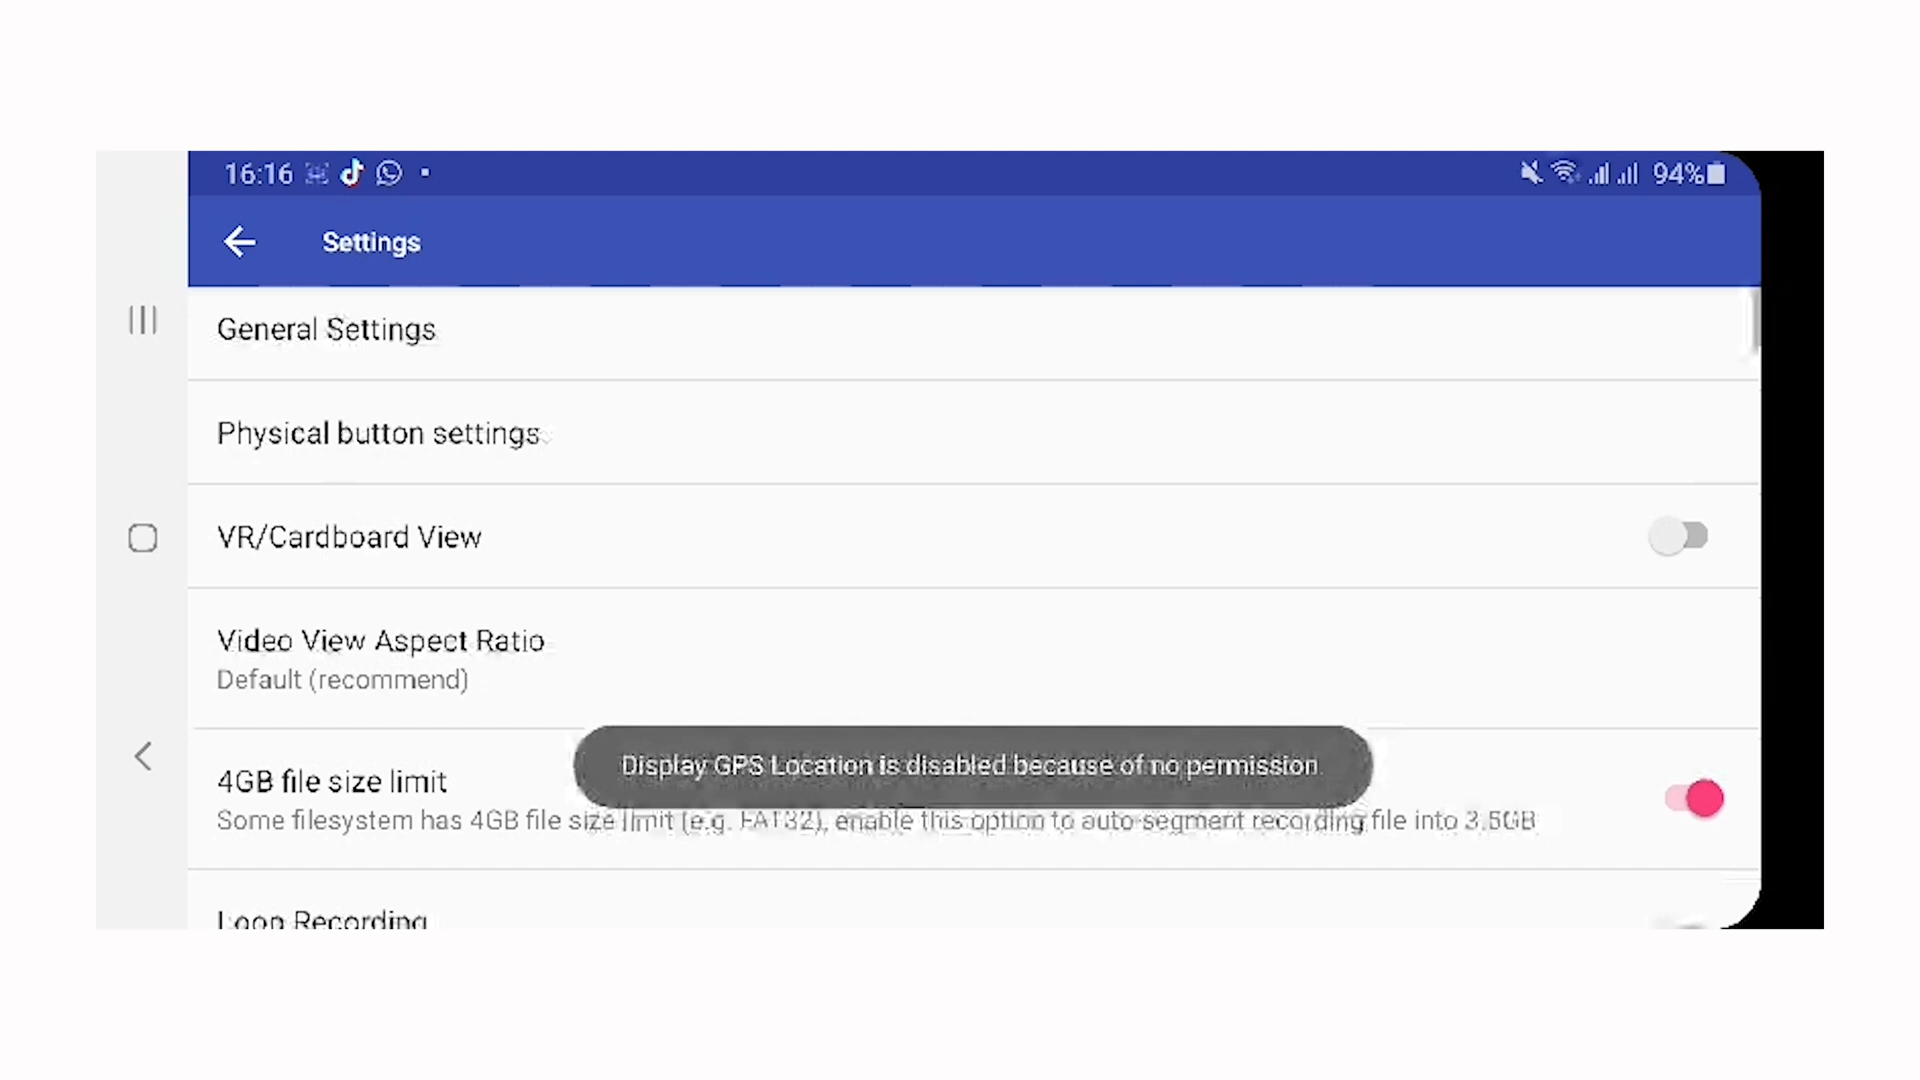 16:16
94%
Settings
General Settings
Physical button settings
VR/Cardboard View
Video View Aspect Ratio
Default (recommend)
Display GPS Location is disabled because of no permission
4GB file size limit
Some filesystem has 4GB file size limit (e.g. FAT32), enable this option to auto-segment recording file into 3.5GB
Loop Recording